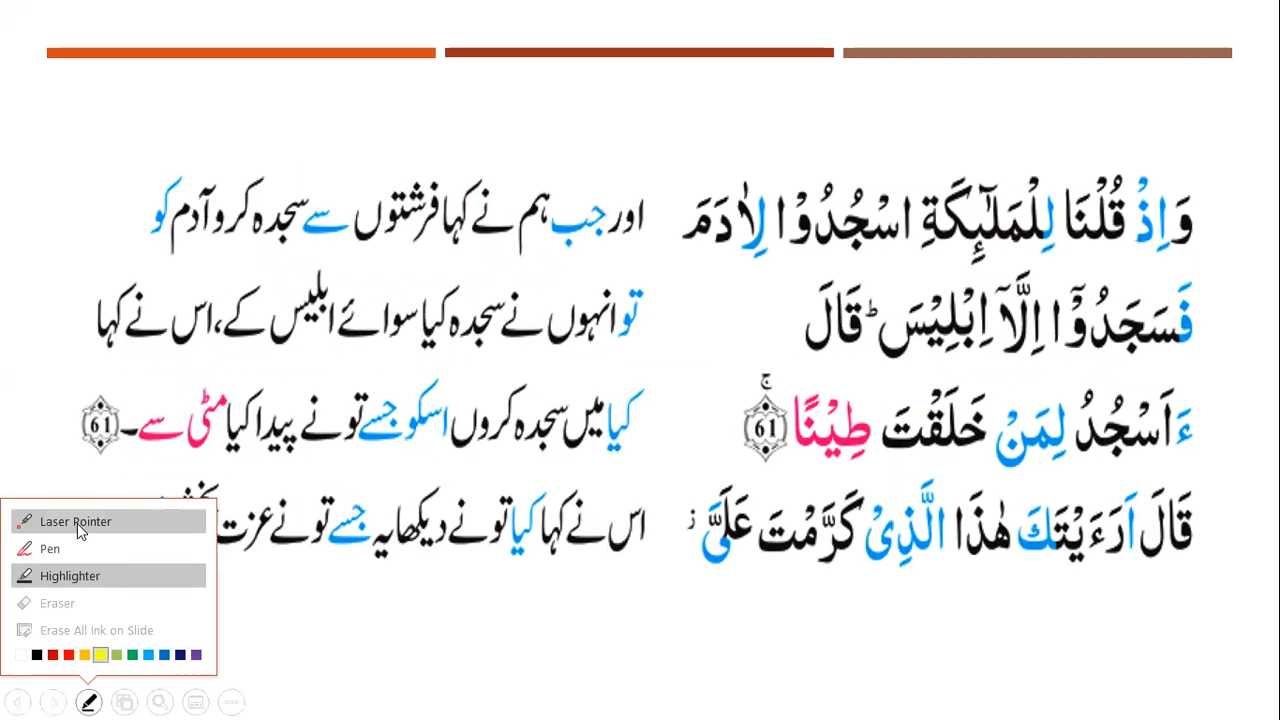 وَاِذْ قُلْنَا لِلْمَلٰٓئِكَةِ اسْجُدُوْا لِاٰدَمَ
اور جب ہم نے کہا فرشتوں سے سجدہ کرو آدم کو
فَسَجَدُوْٓا اِلَّآ اِبْلِيْسَ ؕ قَالَ
تو انہوں نے سجدہ کیا سوائے ابلیس کے، اس نے کہا
ءَاَسْجُدُ لِمَنْ خَلَقْتَ طِيْنًا ۚ 61
کیا میں سجدہ کروں اسکو جسے تو نے پیدا کیا مٹی سے۔ 61
قَالَ اَرَءَيْتَكَ هٰذَا الَّذِىْ كَرَّمْتَ عَلَىَّ ؗ
اس نے کہا کیا تو نے دیکھا یہ جسے تو نے عزت
Laser Pointer
Pen
Highlighter
Eraser
Erase All Ink on Slide